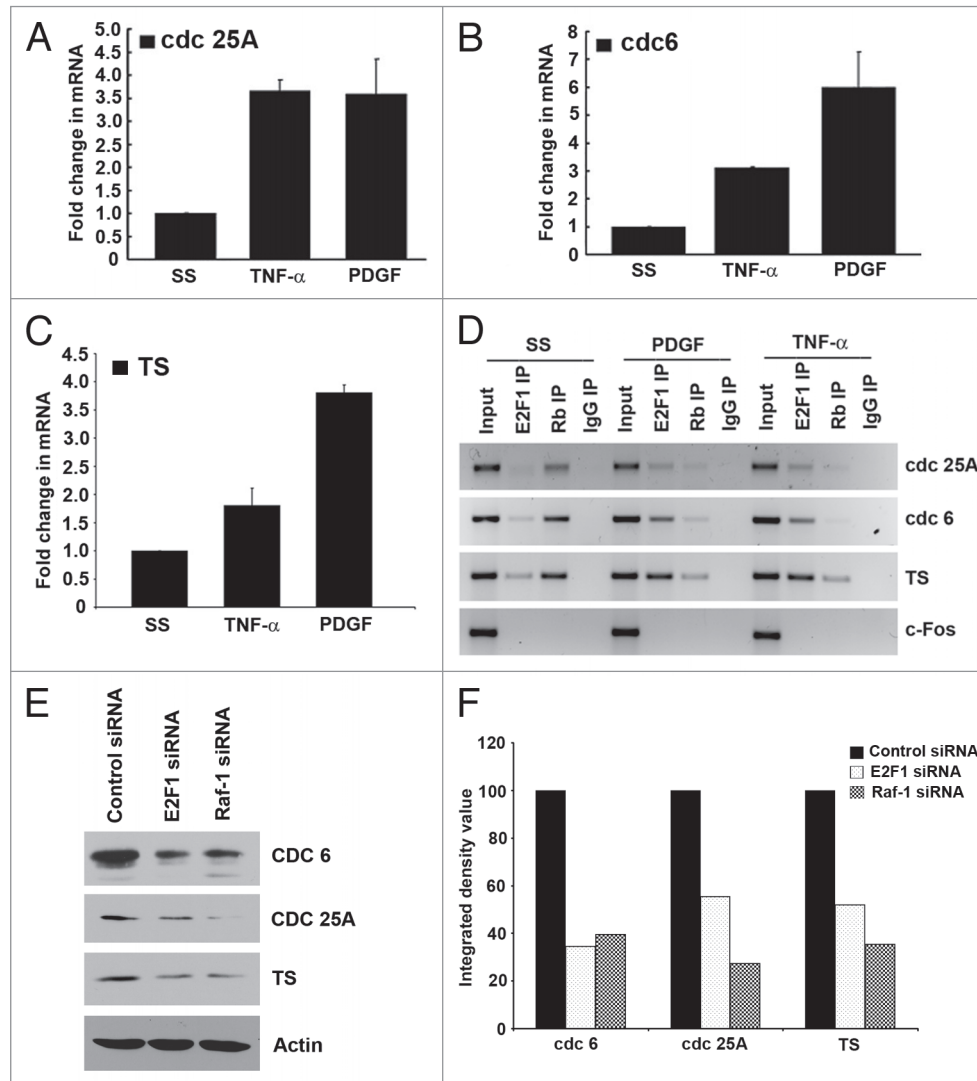 A
cdc 25A
Fold change in mRNA
5.0
4.5
4.0
3.5
3.0
2.5
2.0
1.5
1.0
0.5
0
SS TNF-α PDGF
B
cdc6
Fold change in mRNA
8
7
6
5
4
3
2
1
0
SS TNF-α PDGF
C
TS
Fold change in mRNA
4.5
4.0
3.5
3.0
2.5
2.0
1.5
1.0
0.5
0
SS TNF-α PDGF
D
SS PDGF TNF-α
Input E2F1 IP Rb IP IgG IP Input E2F1 IP Rb IP IgG IP Input E2F1 IP Rb IP IgG IP
cdc 25A
cdc 6
TS
c-Fos
E
Control siRNA E2F1 siRNA Raf-1 siRNA
CDC 6
CDC 25A
TS
Actin
F
Control siRNA
E2F1 siRNA
Raf-1 siRNA
Integrated density value
120
100
80
60
40
20
0
cdc 6 cdc 25A TS